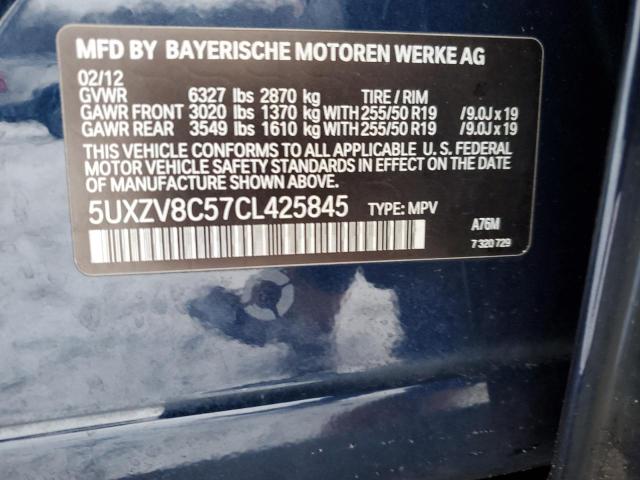 MFD BY BAYERISCHE MOTOREN WERKE AG
02/12
GVWR 6327 lbs 2870 kg TIRE / RIM
GAWR FRONT 3020 lbs 1370 kg WITH 255/50 R19 /9.0J x 19
GAWR REAR 3549 lbs 1610 kg WITH 255/50 R19 /9.0J x 19
THIS VEHICLE CONFORMS TO ALL APPLICABLE U. S. FEDERAL
MOTOR VEHICLE SAFETY STANDARDS IN EFFECT ON THE DATE OF
MANUFACTURE SHOWN ABOVE.
5UXZV8C57CL425845 TYPE: MPV
A76M
7 320 729